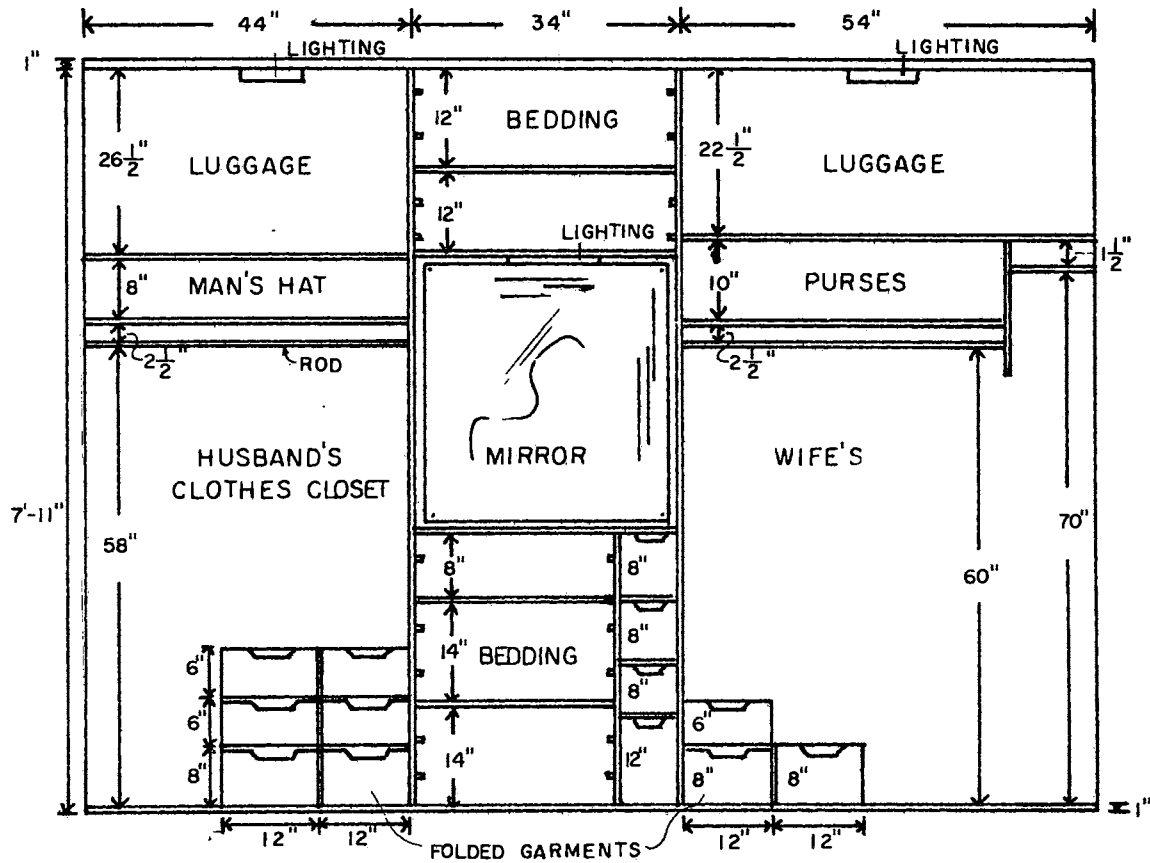 44" 34" 54"
LIGHTING LIGHTING
1"
12" BEDDING
26 1/2" LUGGAGE
22 1/2" LUGGAGE
12"
LIGHTING
1 1/2"
8" MAN'S HAT
10" PURSES
2 1/2" ROD
2 1/2"
HUSBAND'S
CLOTHES CLOSET
MIRROR
WIFE'S
7'-11"
58"
70"
60"
8" 8"
8"
14" BEDDING
8"
6"
6"
8"
14"
12"
6"
8" 8"
1"
12" 12"
12" 12"
FOLDED GARMENTS